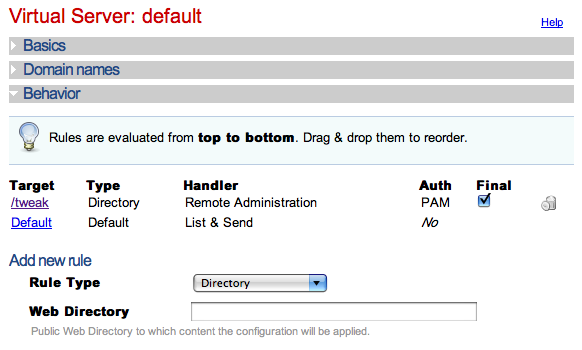 Virtual Server: default
Help
Basics
Domain names
Behavior
Rules are evaluated from top to bottom. Drag & drop them to reorder.
Target Type Handler Auth Final
/tweak Directory Remote Administration PAM
Default Default List & Send No
Add new rule
Rule Type Directory
Web Directory
Public Web Directory to which content the configuration will be applied.